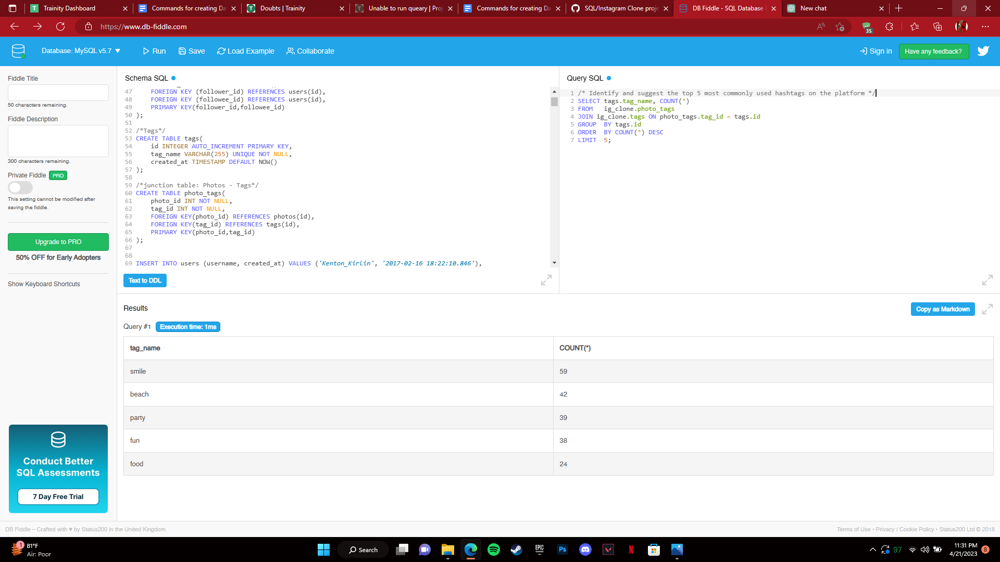 Trainity Dashboard
Commands for creating Da
Doubts | Trainity
Unable to run queary | Proj
Commands for creating Da
SQL/Instagram Clone proje
DB Fiddle - SQL Database
New chat
https://www.db-fiddle.com
35
Database: MySQL v5.7 ▼
Run
Save
Load Example
Collaborate
Sign in
Have any feedback?
Fiddle Title
50 characters remaining.
Fiddle Description
300 characters remaining.
Private Fiddle PRO
This setting cannot be modified after
saving the fiddle.
Upgrade to PRO
50% OFF for Early Adopters
Show Keyboard Shortcuts
Conduct Better
SQL Assessments
7 Day Free Trial
Schema SQL
47 FOREIGN KEY (follower_id) REFERENCES users(id),
48 FOREIGN KEY (followee_id) REFERENCES users(id),
49 PRIMARY KEY(follower_id,followee_id)
50 );
51
52 /*Tags*/
53 CREATE TABLE tags(
54 id INTEGER AUTO_INCREMENT PRIMARY KEY,
55 tag_name VARCHAR(255) UNIQUE NOT NULL,
56 created_at TIMESTAMP DEFAULT NOW()
57 );
58
59 /*junction table: Photos - Tags*/
60 CREATE TABLE photo_tags(
61 photo_id INT NOT NULL,
62 tag_id INT NOT NULL,
63 FOREIGN KEY(photo_id) REFERENCES photos(id),
64 FOREIGN KEY(tag_id) REFERENCES tags(id),
65 PRIMARY KEY(photo_id,tag_id)
66 );
67
68
69 INSERT INTO users (username, created_at) VALUES ('Kenton_Kirlin', '2017-02-16 18:22:10.846'),
Text to DDL
Query SQL
1 /* Identify and suggest the top 5 most commonly used hashtags on the platform */
2 SELECT tags.tag_name, COUNT(*)
3 FROM ig_clone.photo_tags
4 JOIN ig_clone.tags ON photo_tags.tag_id = tags.id
5 GROUP BY tags.id
6 ORDER BY COUNT(*) DESC
7 LIMIT 5;
Results
Copy as Markdown
Query #1 Execution time: 1ms
tag_name COUNT(*)
smile 59
beach 42
party 39
fun 38
food 24
DB Fiddle – Crafted with ♥ by Status200 in the United Kingdom.
Terms of Use • Privacy / Cookie Policy • Status200 Ltd © 2018
1
81°F
Air: Poor
Search
EPIC
GAMES
Ps
N
97
11:31 PM
4/21/2023
8